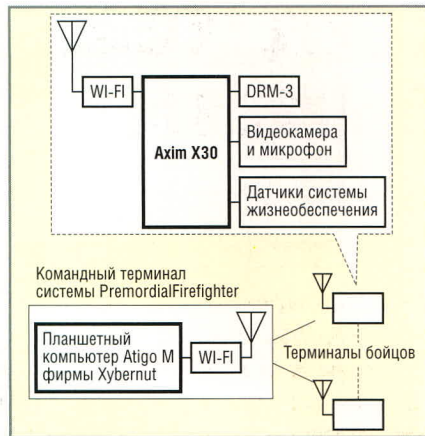 WI-FI
Axim X30
DRM-3
Видеокамера
и микрофон
Датчики системы
жизнеобеспечения
Командный терминал
системы PremordialFirefighter
Планшетный
компьютер Atigo M
фирмы Xybernut
WI-FI
Терминалы бойцов